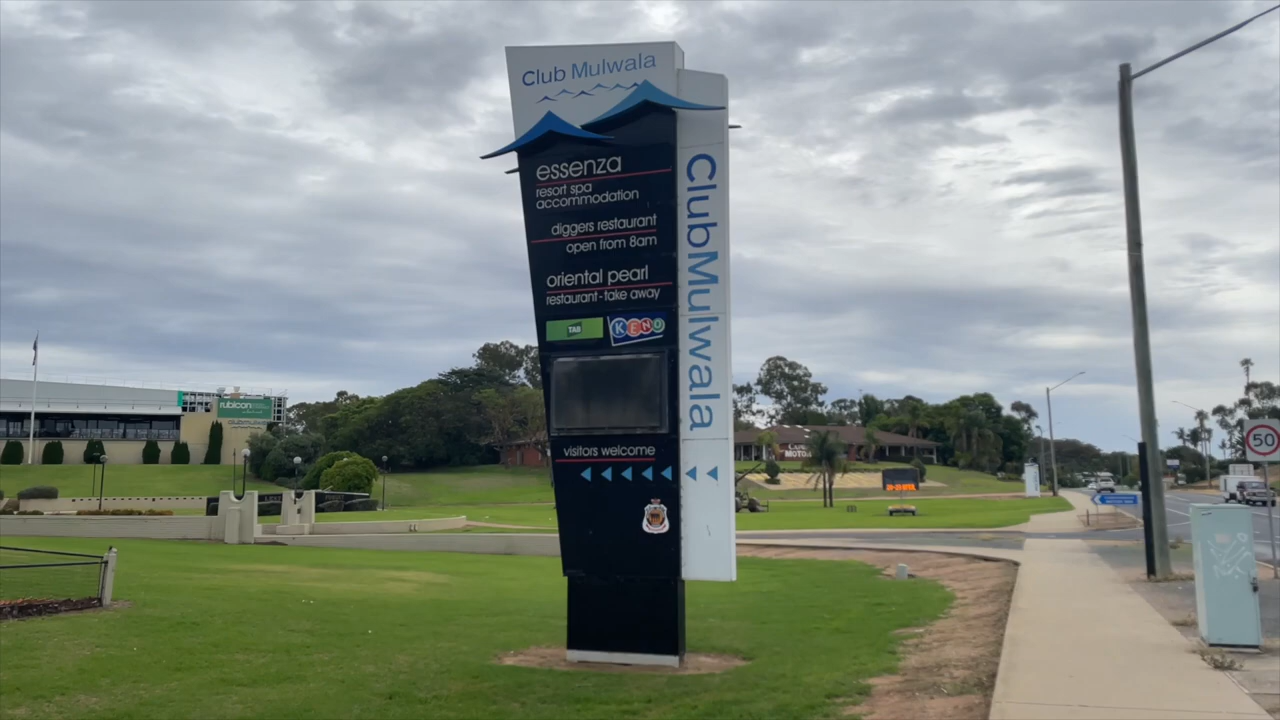 Club Mulwala
essenza
resort spa
accommodation
diggers restaurant
open from 8am
oriental pearl
restaurant - take away
TAB
KENO
visitors welcome
ClubMulwala
rubicon
50